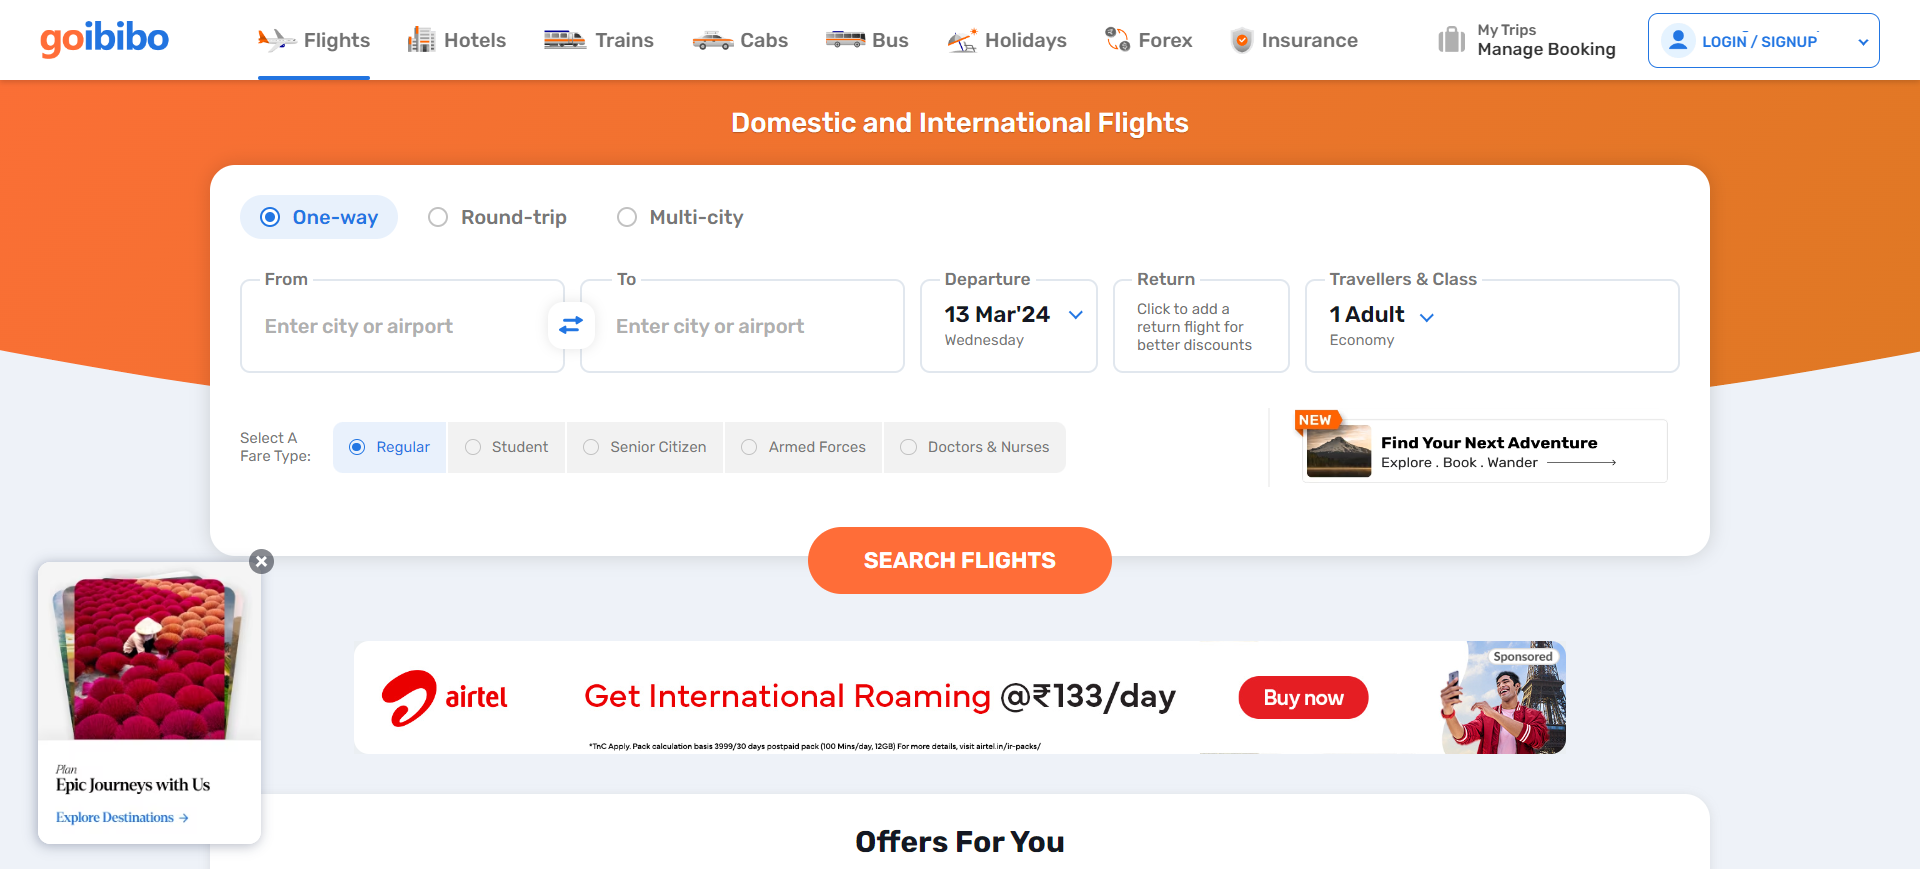 goibibo
Flights
Hotels
Trains
Cabs
Bus
Holidays
Forex
Insurance
My Trips
Manage Booking
LOGIN / SIGNUP
Domestic and International Flights
One-way
Round-trip
Multi-city
From
Enter city or airport
To
Enter city or airport
Departure
13 Mar'24
Wednesday
Return
Click to add a
return flight for
better discounts
Travellers & Class
1 Adult
Economy
Select A
Fare Type:
Regular
Student
Senior Citizen
Armed Forces
Doctors & Nurses
NEW
Find Your Next Adventure
Explore . Book . Wander
SEARCH FLIGHTS
airtel
Get International Roaming @₹133/day
*TnC Apply. Pack calculation basis 3999/30 days postpaid pack (100 Mins/day, 12GB) For more details, visit airtel.in/ir-packs/
Buy now
Sponsored
Plan
Epic Journeys with Us
Explore Destinations →
Offers For You